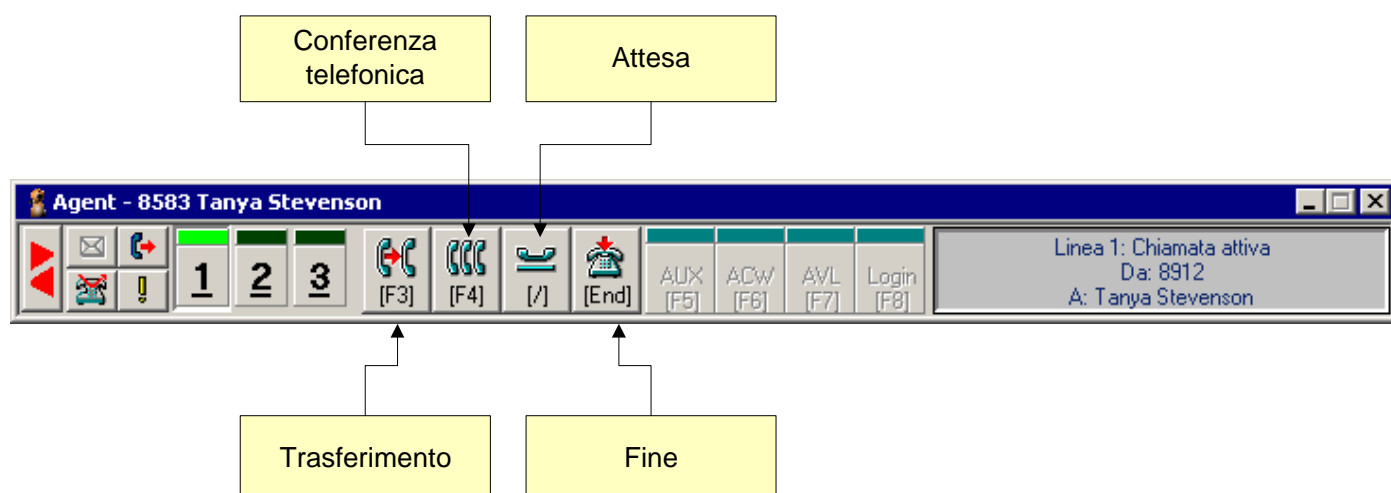 Conferenza
telefonica
Attesa
Agent - 8583 Tanya Stevenson
1 2 3
[F3] [F4] [/] [End]
AUX ACW AVL Login
[F5] [F6] [F7] [F8]
Linea 1: Chiamata attiva
Da: 8912
A: Tanya Stevenson
Trasferimento
Fine